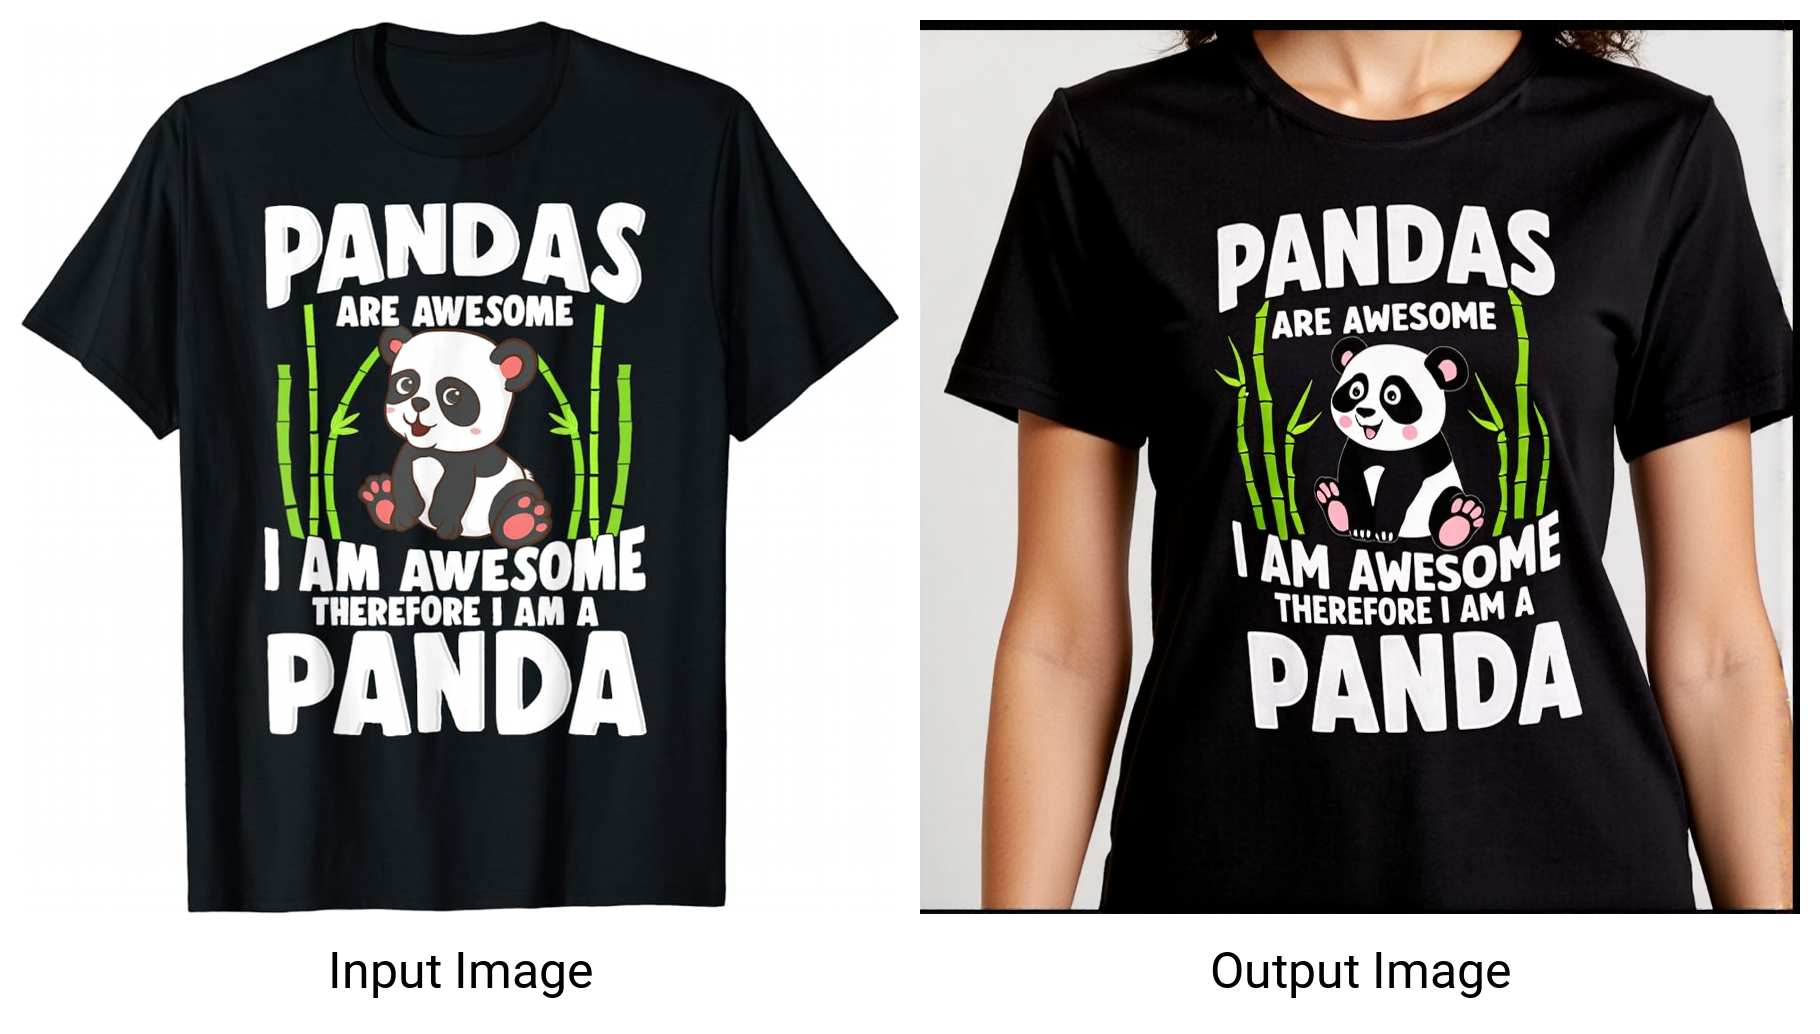 PANDAS
ARE AWESOME
I AM AWESOME
THEREFORE I AM A
PANDA
PANDAS
ARE AWESOME
I AM AWESOME
THEREFORE I AM A
PANDA
Input Image
Output Image